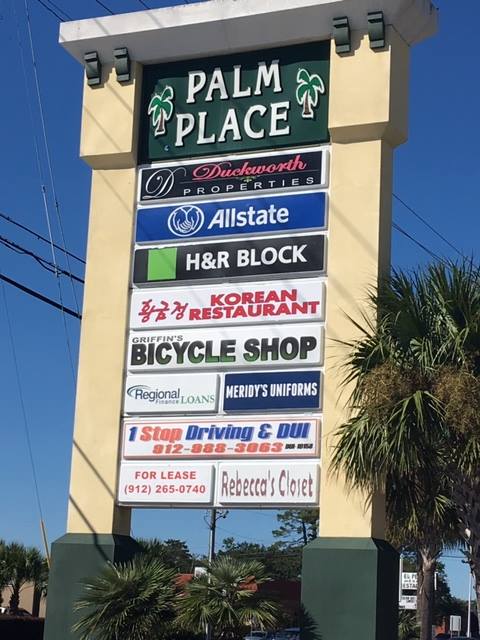 PALM
PLACE
D Duckworth
PROPERTIES
Allstate
H&R BLOCK
황금정 KOREAN
RESTAURANT
GRIFFIN'S
BICYCLE SHOP
Regional
Finance LOANS
MERIDY'S UNIFORMS
1 Stop Driving & DUI
912-988-3063
FOR LEASE
(912) 265-0740
Rebecca's Closet